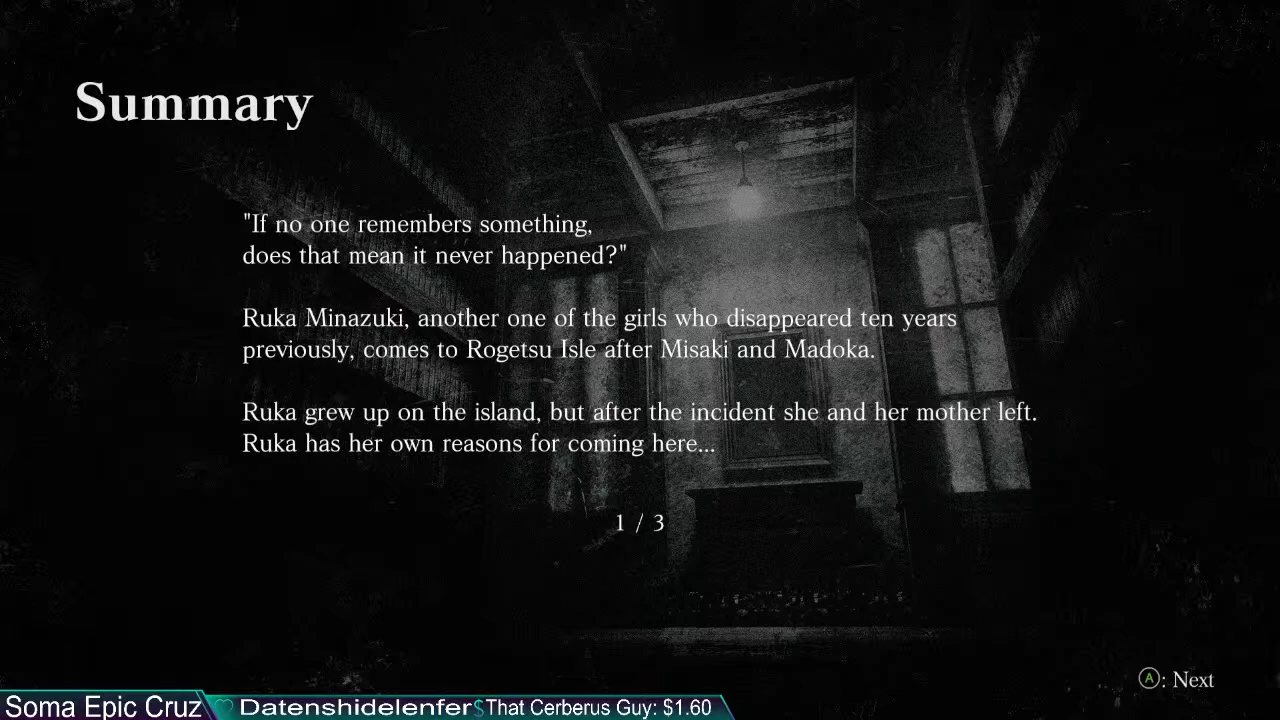 Summary
"If no one remembers something,
does that mean it never happened?"
Ruka Minazuki, another one of the girls who disappeared ten years
previously, comes to Rogetsu Isle after Misaki and Madoka.
Ruka grew up on the island, but after the incident she and her mother left.
Ruka has her own reasons for coming here...
1 / 3
Ⓐ: Next
Soma Epic Cruz ♡ Datenshidelenfer $ That Cerberus Guy: $1.60